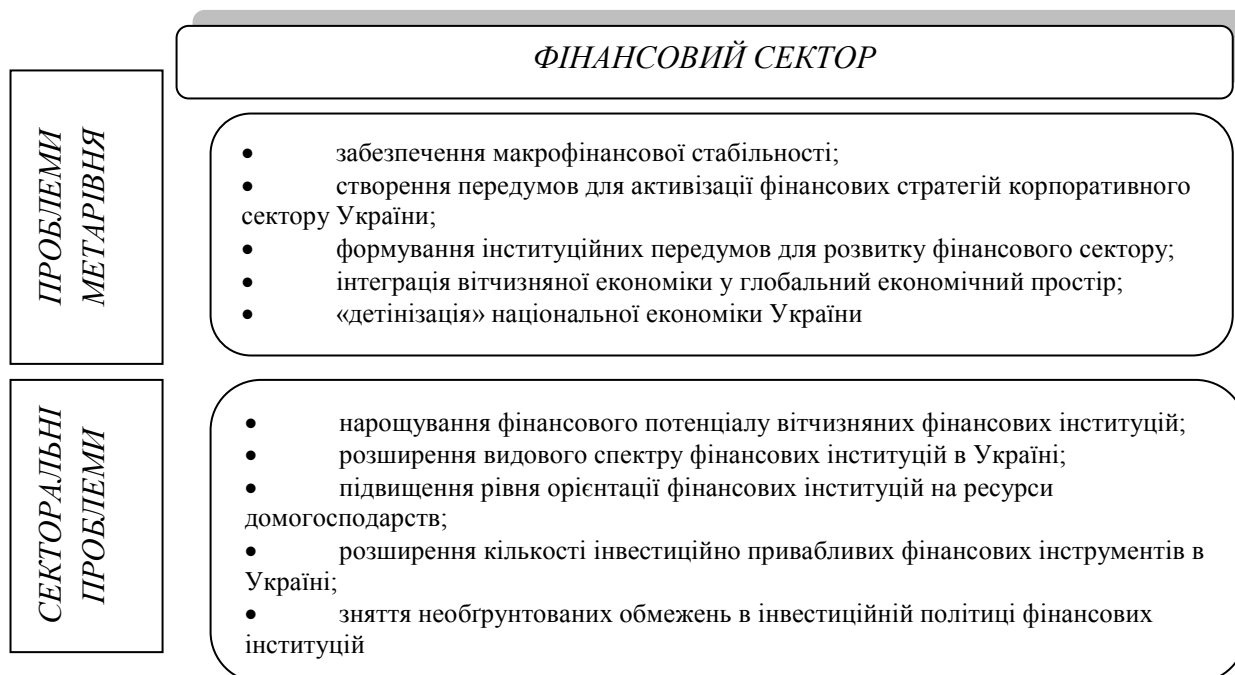 ФІНАНСОВИЙ СЕКТОР
ПРОБЛЕМИ
МЕТАРІВНЯ
• забезпечення макрофінансової стабільності;
• створення передумов для активізації фінансових стратегій корпоративного
сектору України;
• формування інституційних передумов для розвитку фінансового сектору;
• інтеграція вітчизняної економіки у глобальний економічний простір;
• «детінізація» національної економіки України
СЕКТОРАЛЬНІ
ПРОБЛЕМИ
• нарощування фінансового потенціалу вітчизняних фінансових інституцій;
• розширення видового спектру фінансових інституцій в Україні;
• підвищення рівня орієнтації фінансових інституцій на ресурси
домогосподарств;
• розширення кількості інвестиційно привабливих фінансових інструментів в
Україні;
• зняття необґрунтованих обмежень в інвестиційній політиці фінансових
інституцій